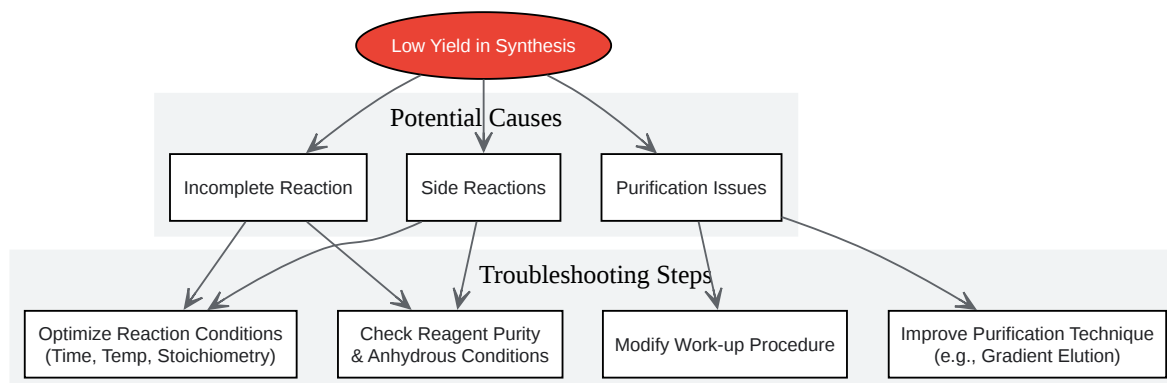 Low Yield in Synthesis
Potential Causes
Incomplete Reaction
Side Reactions
Purification Issues
Troubleshooting Steps
Optimize Reaction Conditions
(Time, Temp, Stoichiometry)
Check Reagent Purity
& Anhydrous Conditions
Modify Work-up Procedure
Improve Purification Technique
(e.g., Gradient Elution)